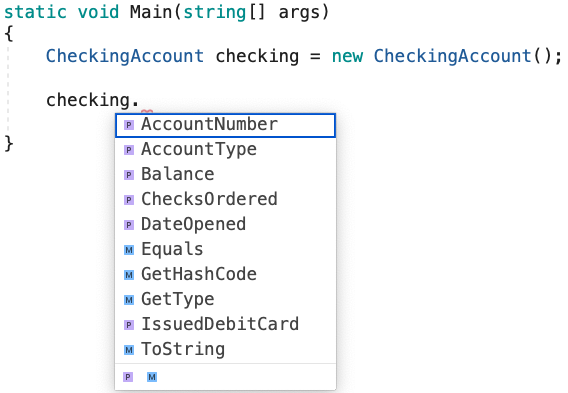 static void Main(string[] args)
{
CheckingAccount checking = new CheckingAccount();
checking.
P AccountNumber
P AccountType
P Balance
P ChecksOrdered
P DateOpened
M Equals
M GetHashCode
M GetType
P IssuedDebitCard
M ToString
P M
}